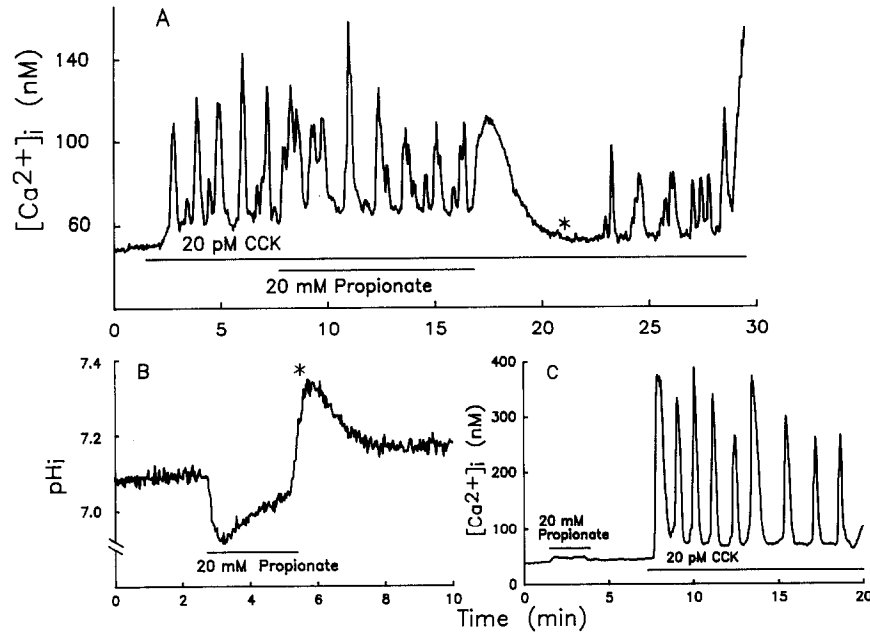 A
[Ca2+]i (nM)
140
100
60
*
20 pM CCK
20 mM Propionate
0 5 10 15 20 25 30
B
pHi
7.4
7.2
7.0
*
20 mM Propionate
0 2 4 6 8 10
C
[Ca2+]i (nM)
400
300
200
100
0
20 mM
Propionate
20 pM CCK
0 5 10 15 20
Time (min)